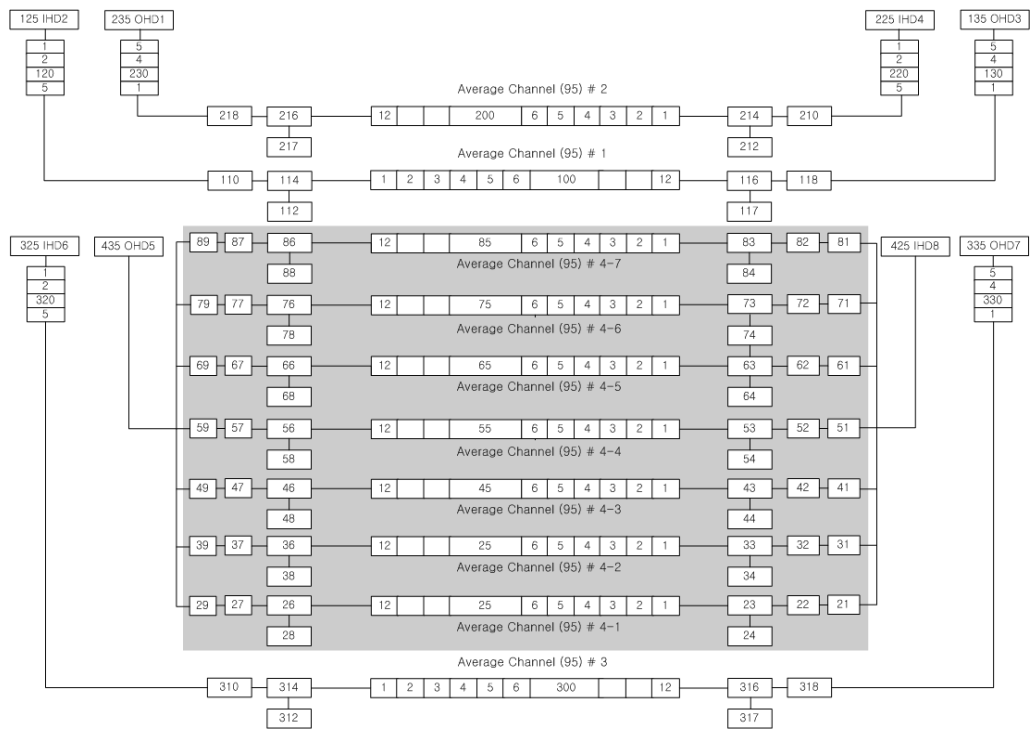 125 IHD2 235 OHD1 225 IHD4 135 OHD3
1 5 1 5
2 4 2 4
120 230 220 130
5 1 5 1
Average Channel (95) # 2
218 216 12 200 6 5 4 3 2 1 214 210
217 212
Average Channel (95) # 1
110 114 1 2 3 4 5 6 100 12 116 118
112 117
325 IHD6 435 OHD5 425 IHD8 335 OHD7
1 5
2 4
320 330
5 1
89 87 86 12 85 6 5 4 3 2 1 83 82 81
Average Channel (95) # 4-7
88 84
79 77 76 12 75 6 5 4 3 2 1 73 72 71
Average Channel (95) # 4-6
78 74
69 67 66 12 65 6 5 4 3 2 1 63 62 61
Average Channel (95) # 4-5
68 64
59 57 56 12 55 6 5 4 3 2 1 53 52 51
Average Channel (95) # 4-4
58 54
49 47 46 12 45 6 5 4 3 2 1 43 42 41
Average Channel (95) # 4-3
48 44
39 37 36 12 25 6 5 4 3 2 1 33 32 31
Average Channel (95) # 4-2
38 34
29 27 26 12 25 6 5 4 3 2 1 23 22 21
Average Channel (95) # 4-1
28 24
Average Channel (95) # 3
310 314 1 2 3 4 5 6 300 12 316 318
312 317